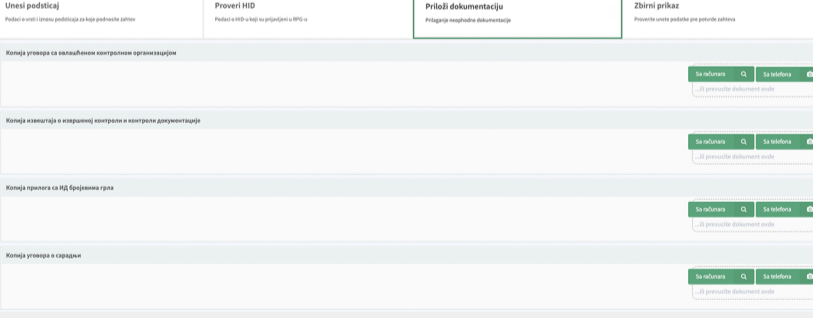 Unesi podsticaj
Podaci o vrsti i iznosu podsticaja za koje podnosite zahtev
Proveri HID
Podaci o HID-u koji su prijavljeni u RPG-u
Priloži dokumentaciju
Prilaganje neophodne dokumentacije
Zbirni prikaz
Proverite unete podatke pre potvrde zahteva
Копија уговора са овлашћеном контролном организацијом
Sa računara
Sa telefona
...ili prevucite dokument ovde
Копија извештаја о извршеној контроли и контроли документације
Sa računara
Sa telefona
...ili prevucite dokument ovde
Копија прилога са ИД бројевима грла
Sa računara
Sa telefona
...ili prevucite dokument ovde
Копија уговора о сарадњи
Sa računara
Sa telefona
...ili prevucite dokument ovde